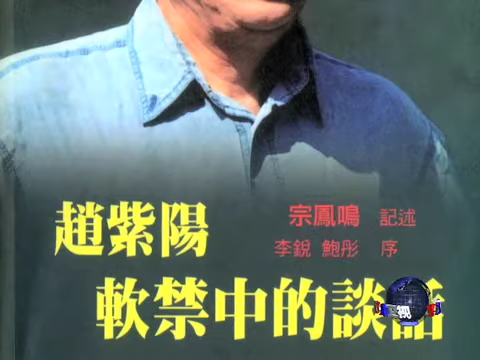 趙紫陽
宗鳳鳴 記述
李銳 鮑彤 序
軟禁中的談話
視